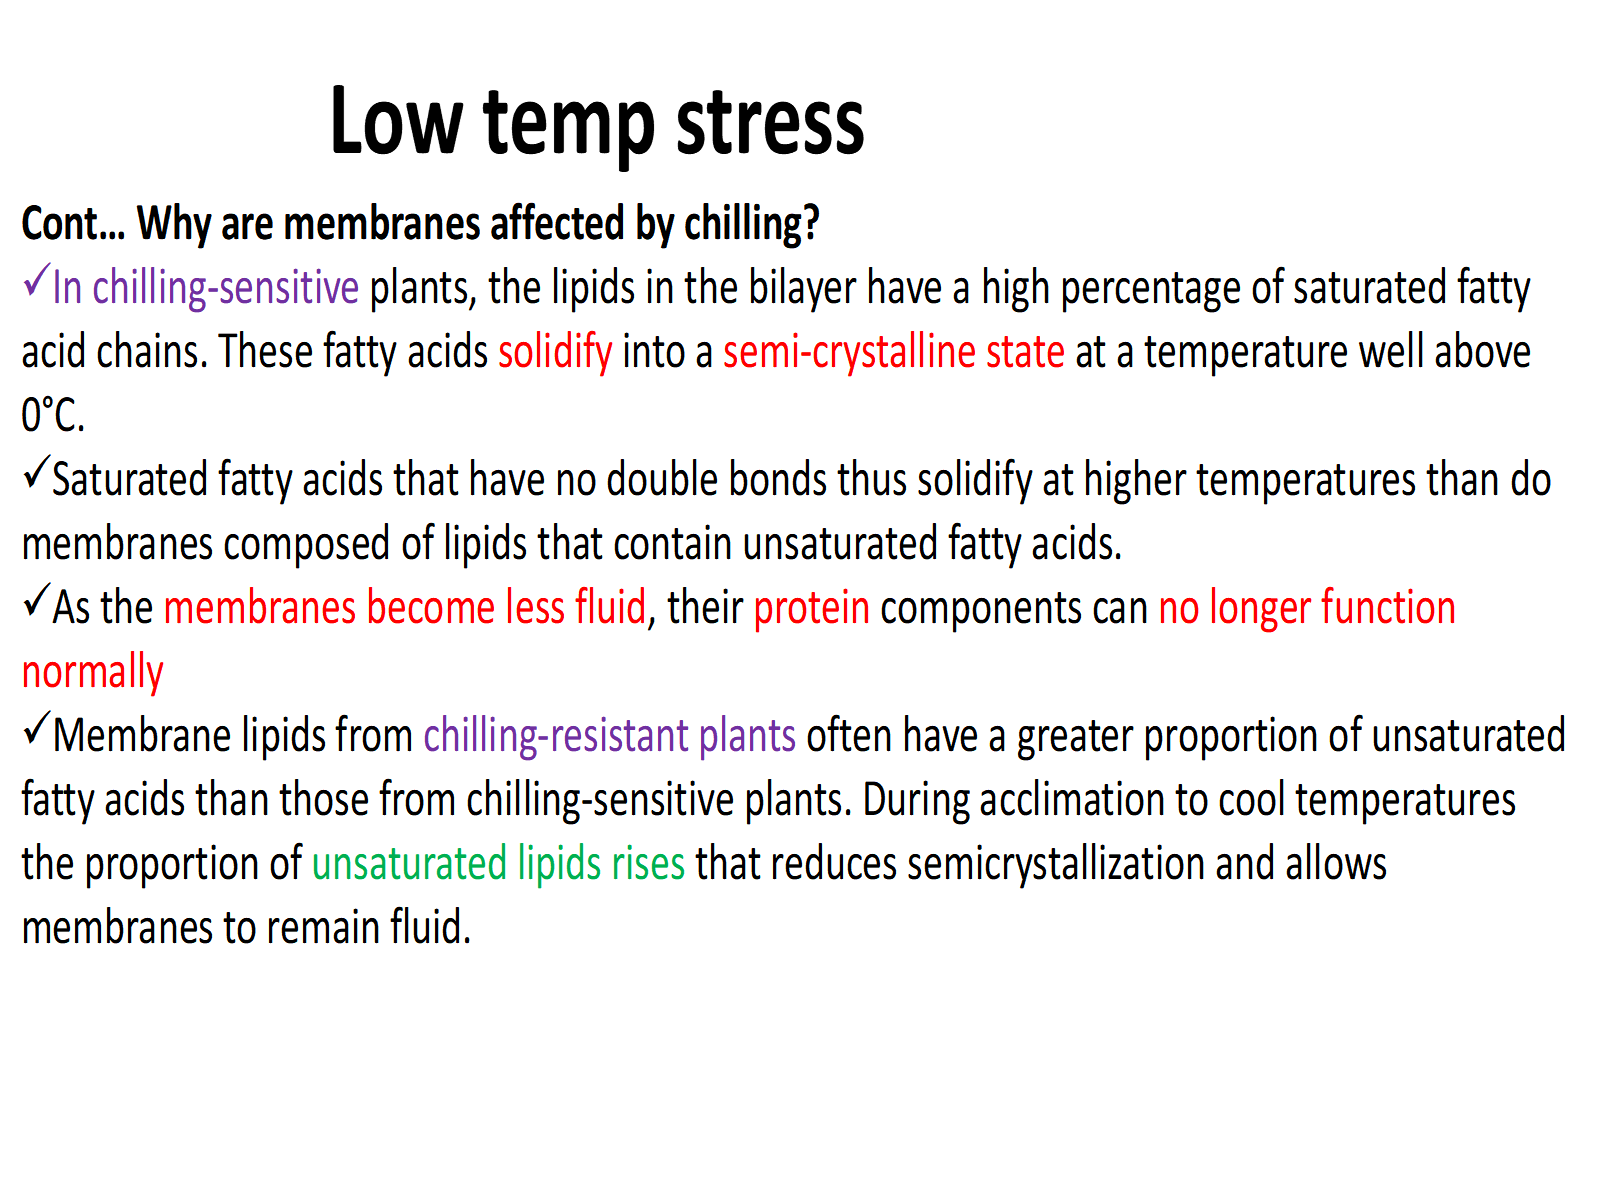 Low temp stress
Cont… Why are membranes affected by chilling?
✓In chilling-sensitive plants, the lipids in the bilayer have a high percentage of saturated fatty
acid chains. These fatty acids solidify into a semi-crystalline state at a temperature well above
0°C.
✓Saturated fatty acids that have no double bonds thus solidify at higher temperatures than do
membranes composed of lipids that contain unsaturated fatty acids.
✓As the membranes become less fluid, their protein components can no longer function
normally
✓Membrane lipids from chilling-resistant plants often have a greater proportion of unsaturated
fatty acids than those from chilling-sensitive plants. During acclimation to cool temperatures
the proportion of unsaturated lipids rises that reduces semicrystallization and allows
membranes to remain fluid.